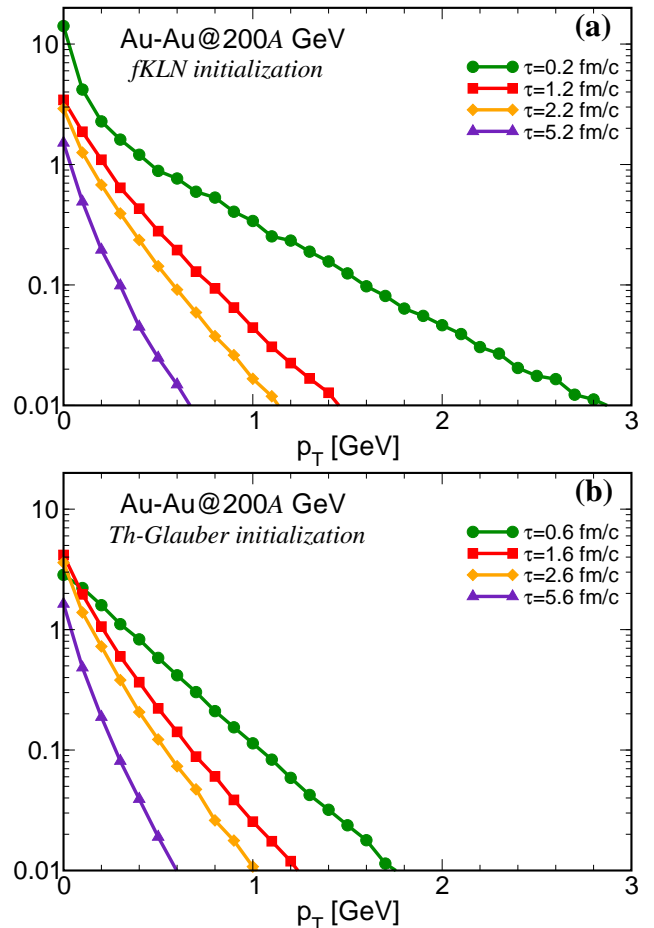 (a)
Au-Au@200A GeV
fKLN initialization
τ=0.2 fm/c
τ=1.2 fm/c
τ=2.2 fm/c
τ=5.2 fm/c
10
1
0.1
0.01
0 1 2 3
p_T [GeV]
(b)
Au-Au@200A GeV
Th-Glauber initialization
τ=0.6 fm/c
τ=1.6 fm/c
τ=2.6 fm/c
τ=5.6 fm/c
10
1
0.1
0.01
0 1 2 3
p_T [GeV]